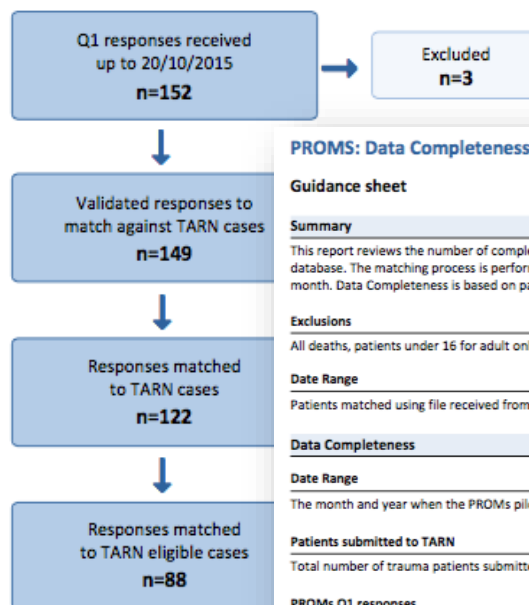 Q1 responses received
up to 20/10/2015
n=152
Excluded
n=3
Validated responses to
match against TARN cases
n=149
Responses matched
to TARN cases
n=122
Responses matched
to TARN eligible cases
n=88
PROMS: Data Completeness
Guidance sheet
Summary
This report reviews the number of comple
database. The matching process is perform
month. Data Completeness is based on pa
Exclusions
All deaths, patients under 16 for adult onl
Date Range
Patients matched using file received from
Data Completeness
Date Range
The month and year when the PROMs pil
Patients submitted to TARN
Total number of trauma patients submitte
PROMs Q1 responses